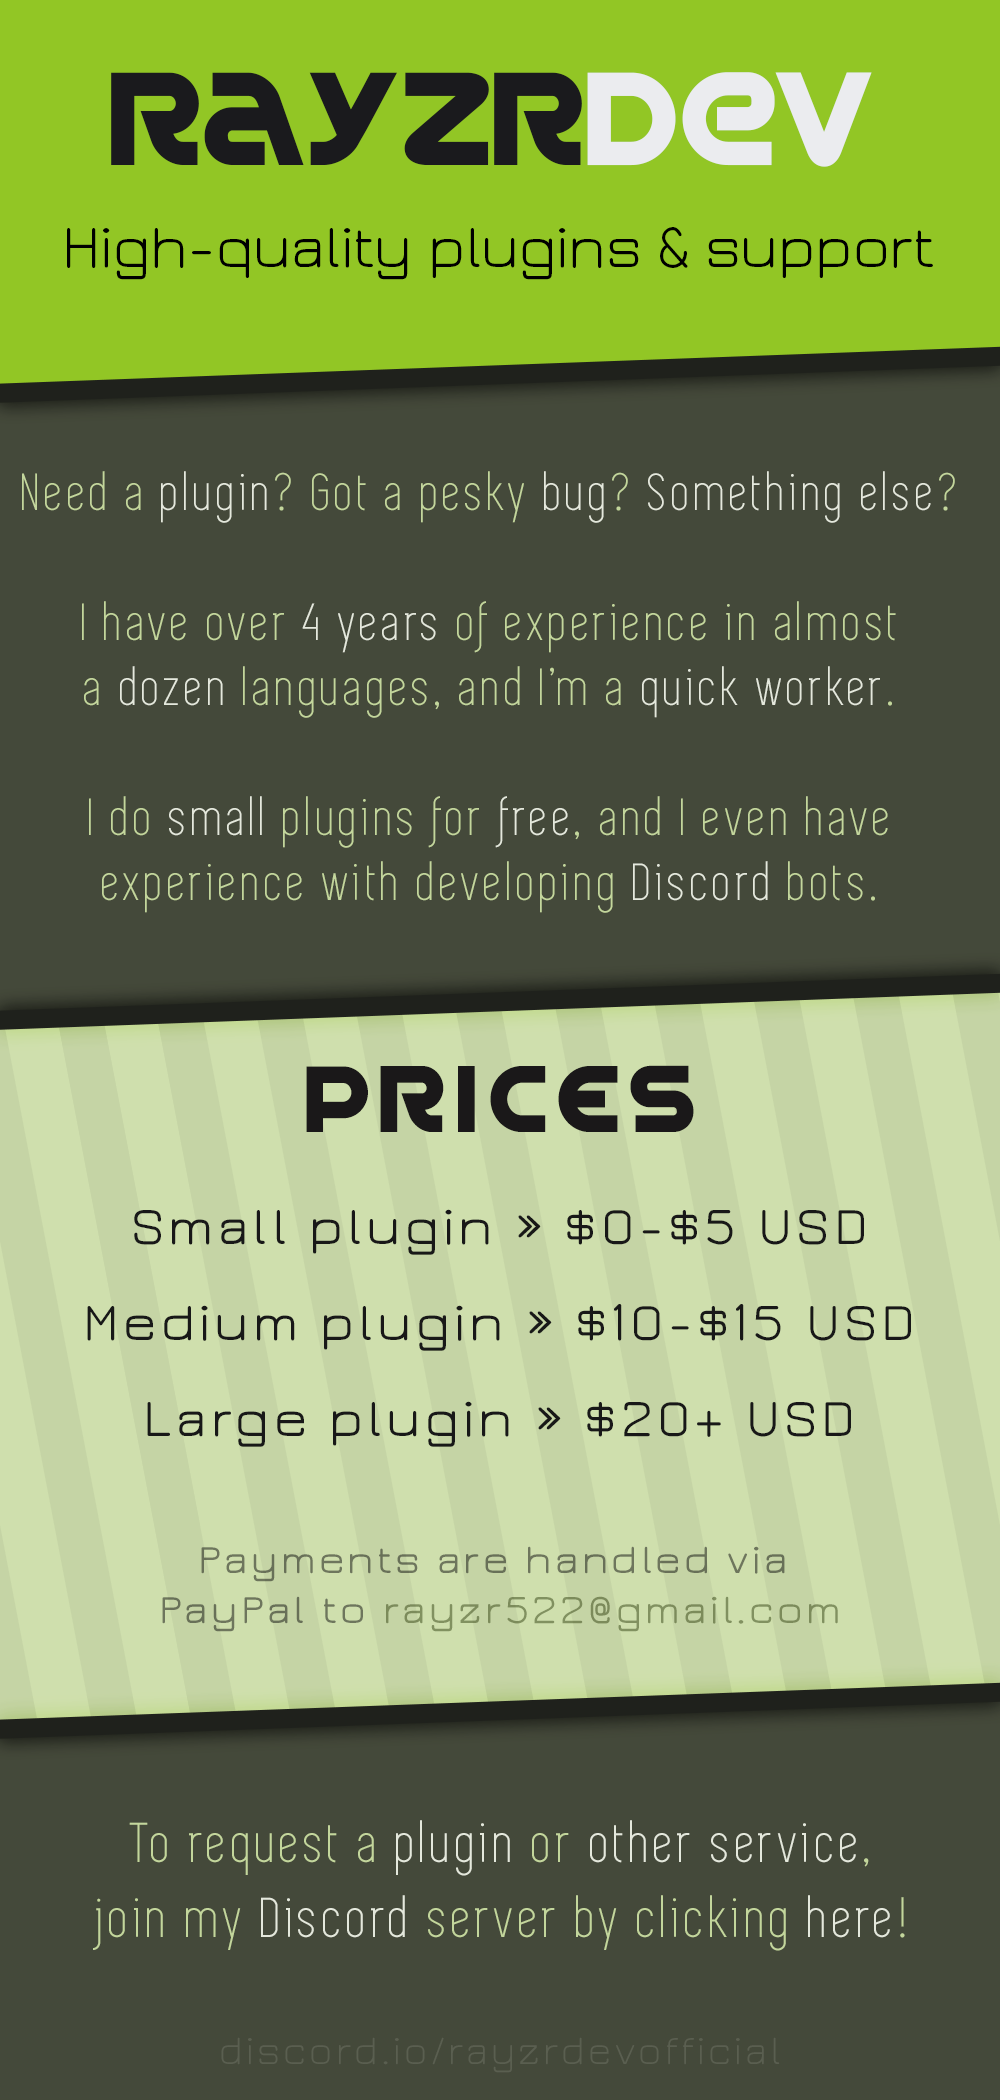 RAYZRDEV
High-quality plugins & support
Need a plugin? Got a pesky bug? Something else?
I have over 4 years of experience in almost
a dozen languages, and I'm a quick worker.
I do small plugins for free, and I even have
experience with developing Discord bots.
PRICES
Small plugin » $0-$5 USD
Medium plugin » $10-$15 USD
Large plugin » $20+ USD
Payments are handled via
PayPal to rayzr522@gmail.com
To request a plugin or other service,
join my Discord server by clicking here!
discord.io/rayzrdevofficial